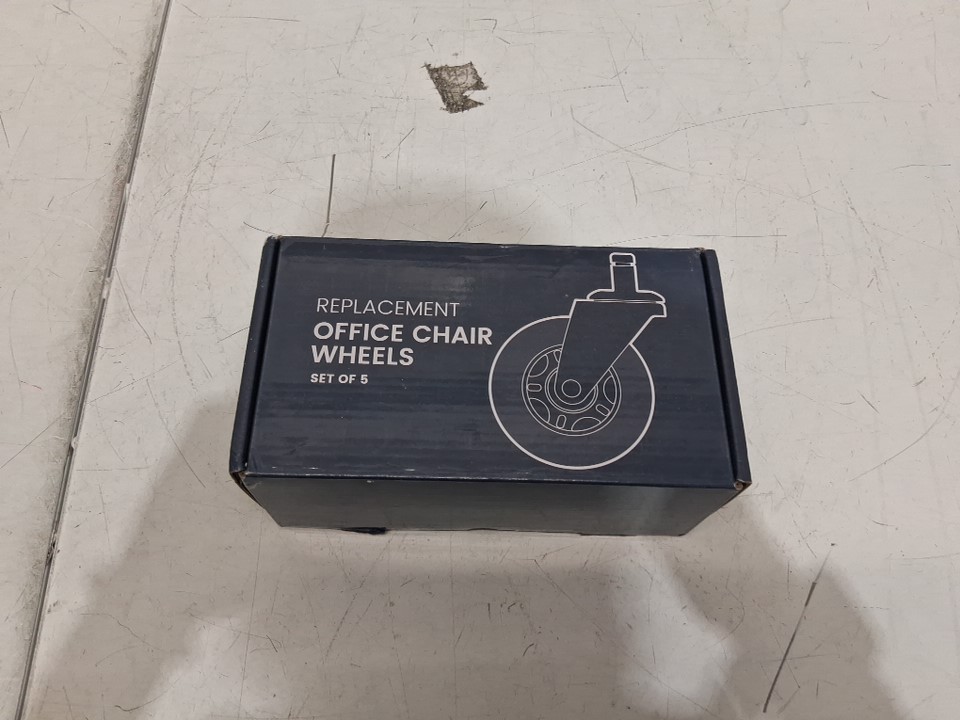 REPLACEMENT
OFFICE CHAIR
WHEELS
SET OF 5